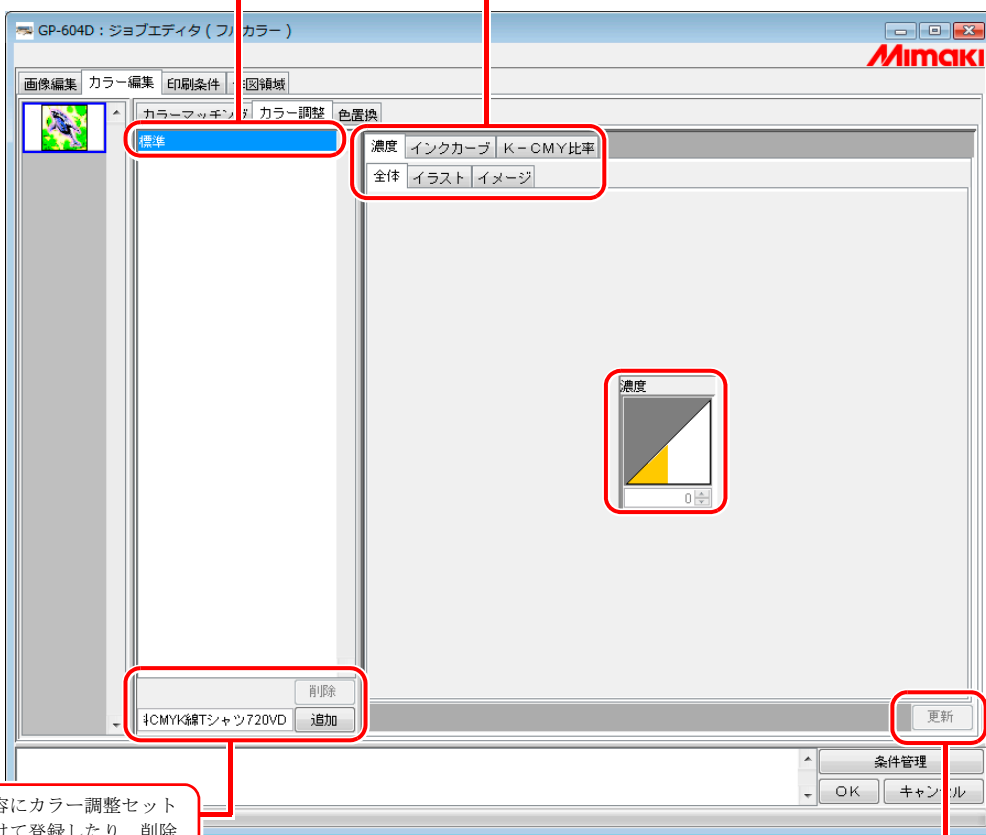 GP-604D：ジョブエディタ ( フルカラー )
Mimaki
画像編集 カラー編集 印刷条件 作図領域
カラーマッチング カラー調整 色置換
標準
濃度 インクカーブ K－CMY比率
全体 イラスト イメージ
濃度
0
削除
CMYK綿Tシャツ720VD 追加
更新
条件管理
OK キャンセル
容にカラー調整セット
けて登録したり、削除